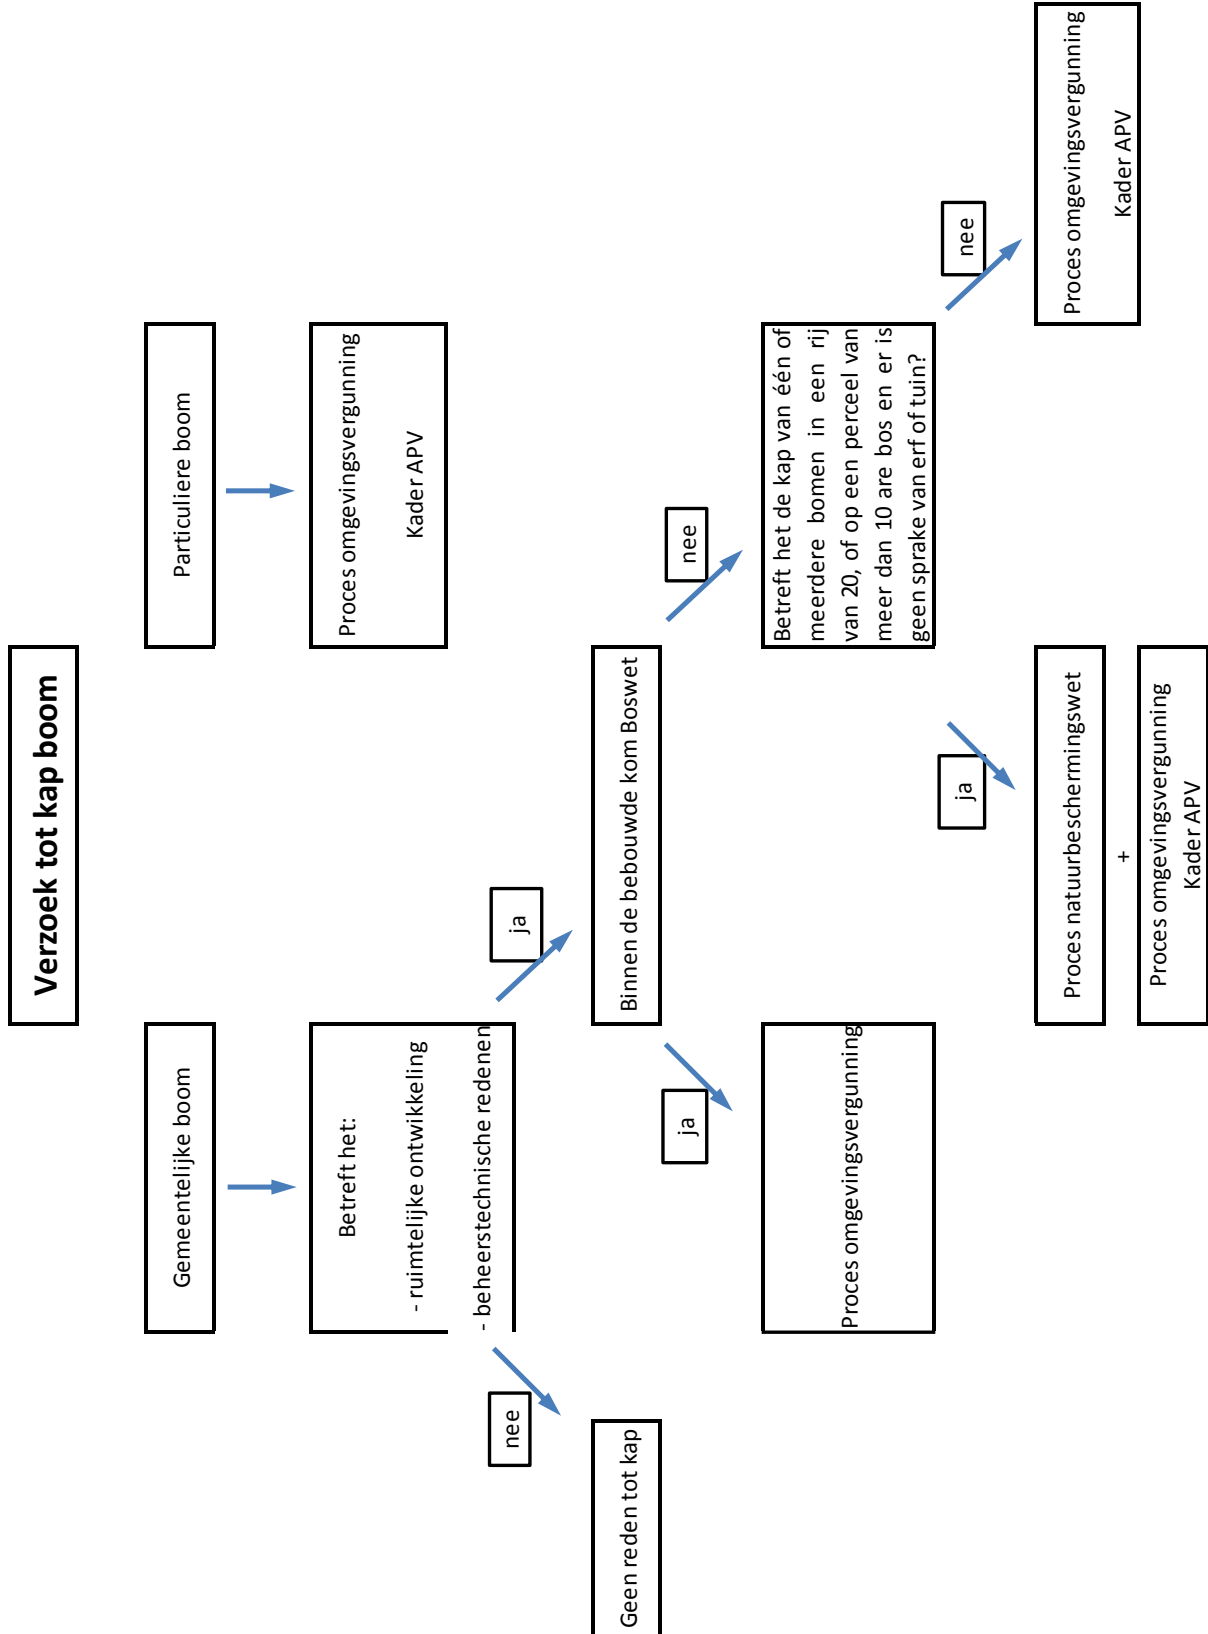 Verzoek tot kap boom
Gemeentelijke boom
Particuliere boom
Betreft het:
- ruimtelijke ontwikkeling
- beheerstechnische redenen
Proces omgevingsvergunning
Kader APV
nee
ja
Geen reden tot kap
Binnen de bebouwde kom Boswet
ja
nee
Proces omgevingsvergunning
Betreft het de kap van één of
meerdere bomen in een rij
van 20, of op een perceel van
meer dan 10 are bos en er is
geen sprake van erf of tuin?
ja
nee
Proces natuurbeschermingswet
+
Proces omgevingsvergunning
Kader APV
Proces omgevingsvergunning
Kader APV